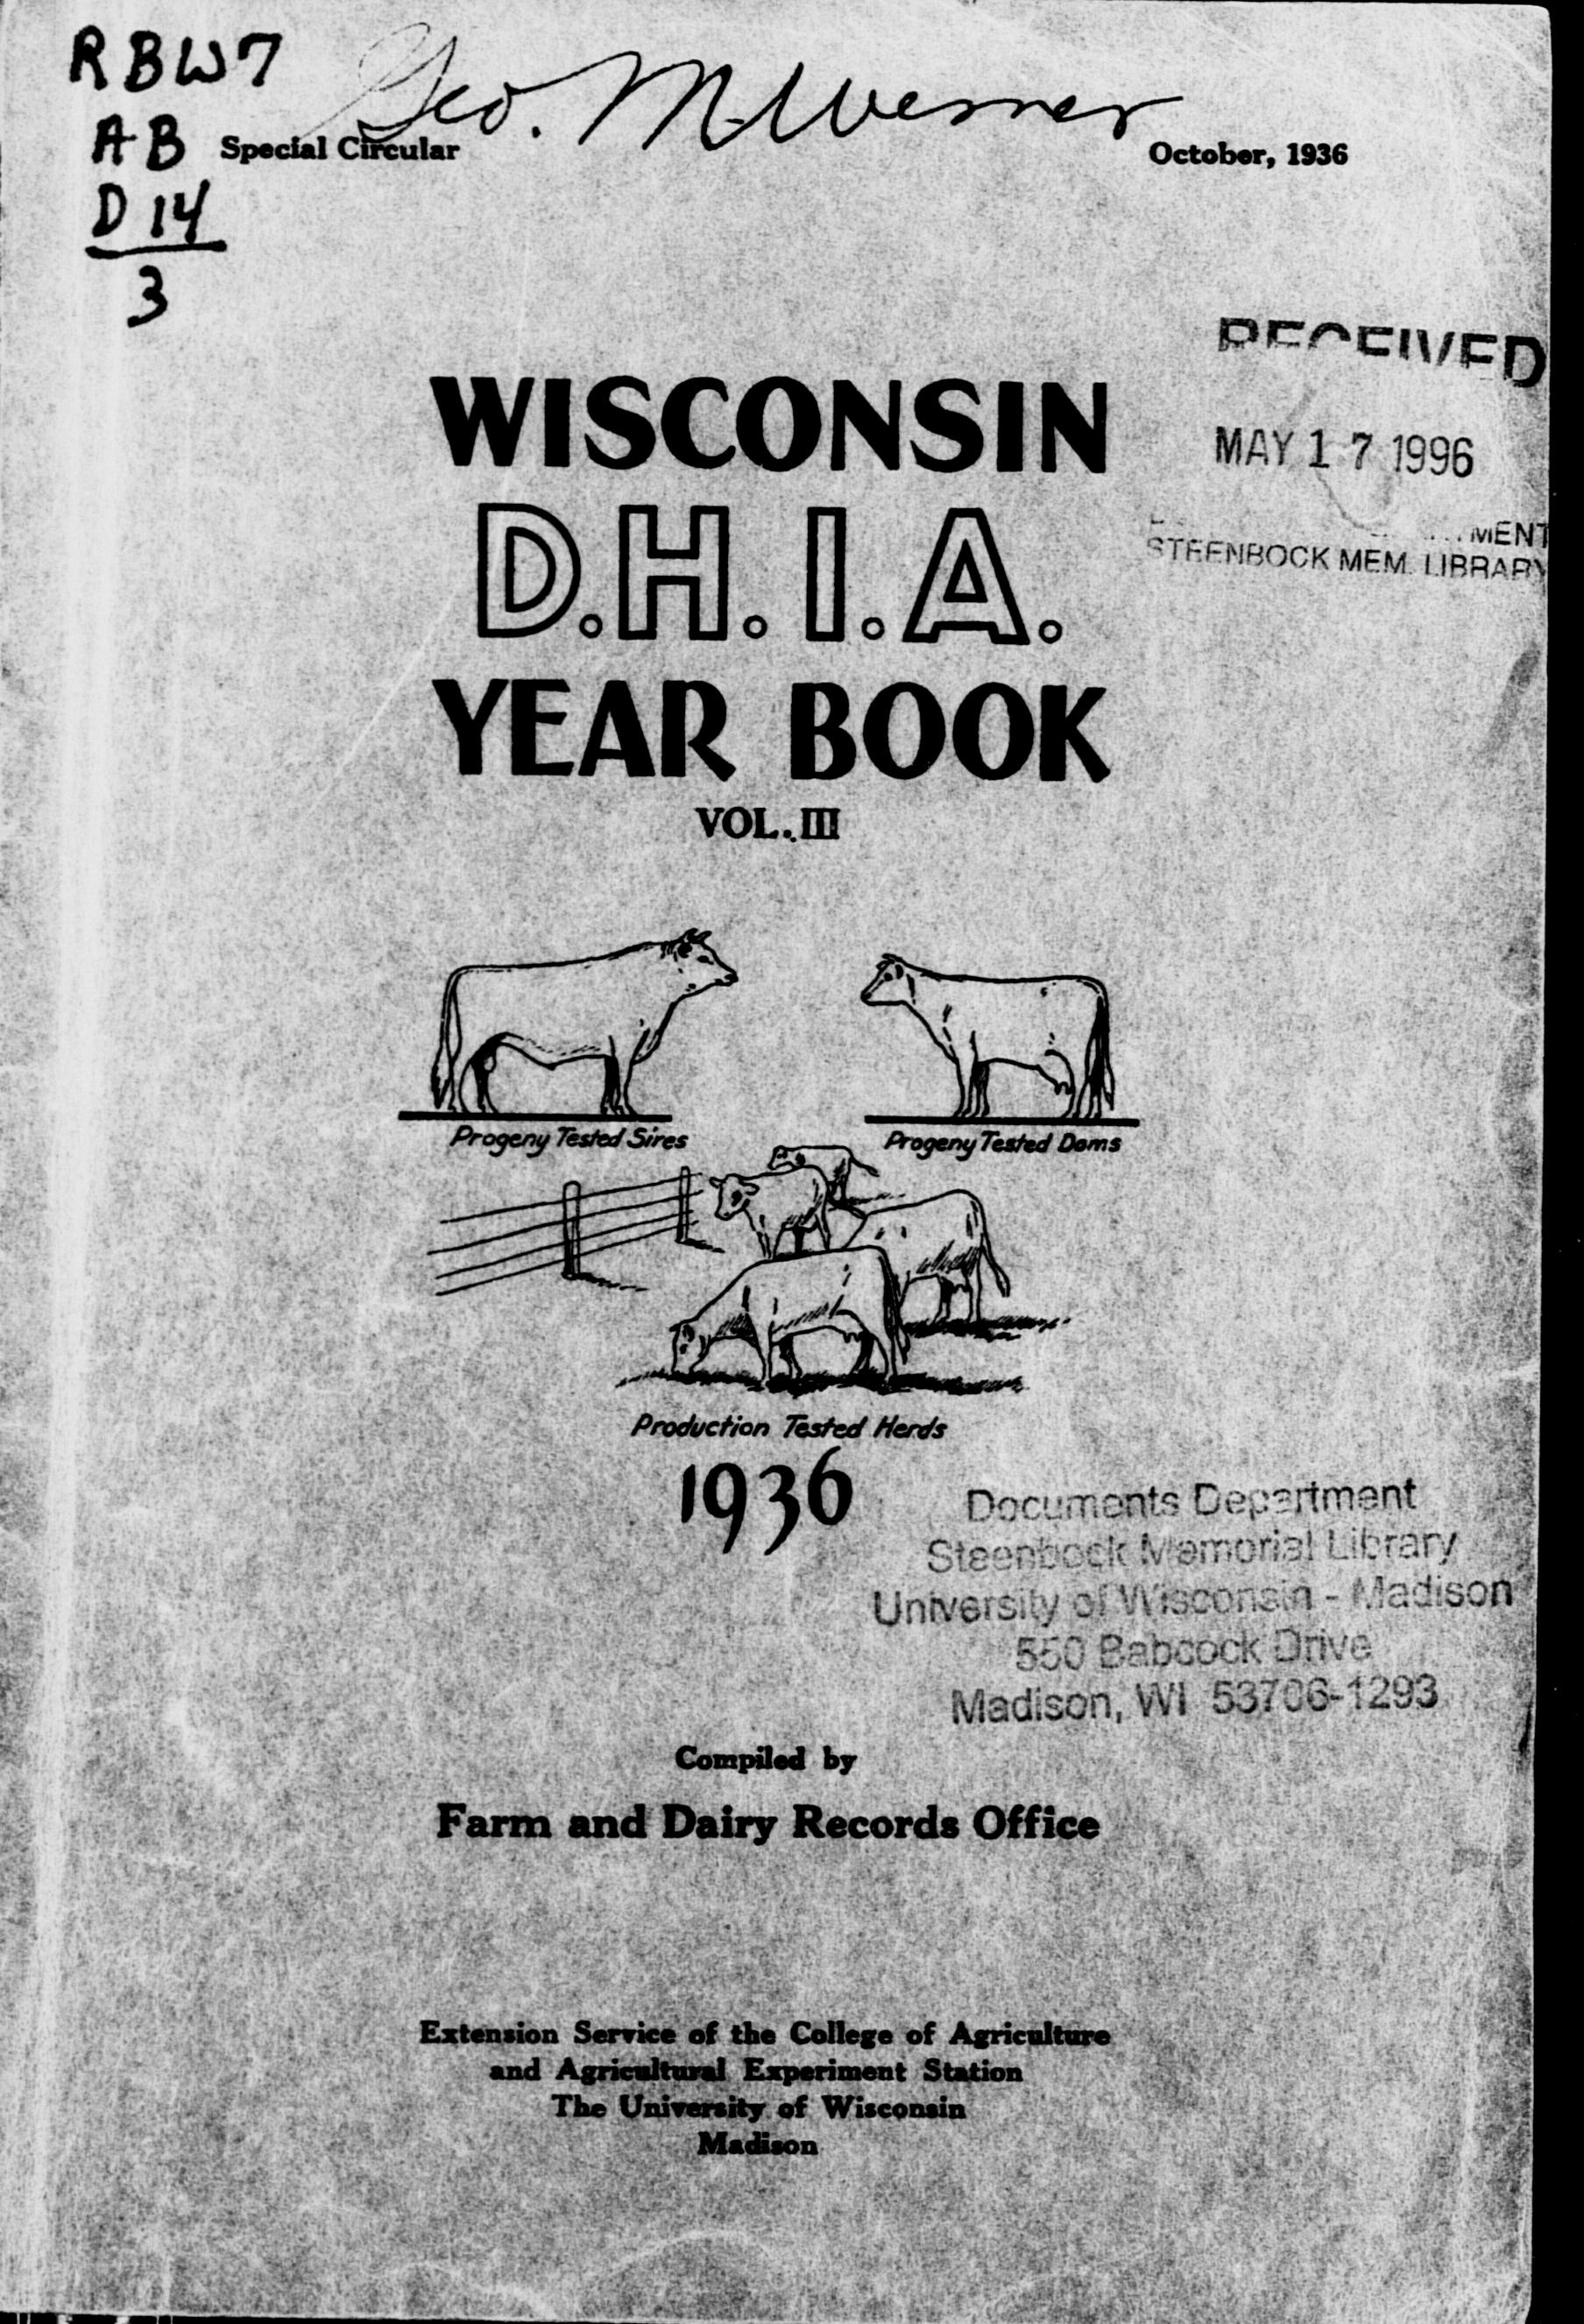 RBW7
Geo. M. Werner
AB
Special Circular
October, 1936
D 14
3
RECEIVED
WISCONSIN
MAY 17 1996
D.H.I.A.
STEENBOCK MEM. LIBRARY
YEAR BOOK
VOL. III
Progeny Tested Sires
Progeny Tested Dams
Production Tested Herds
1936
Documents Department
Steenbock Memorial Library
University of Wisconsin - Madison
550 Babcock Drive
Madison, WI 53706-1293
Compiled by
Farm and Dairy Records Office
Extension Service of the College of Agriculture
and Agricultural Experiment Station
The University of Wisconsin
Madison